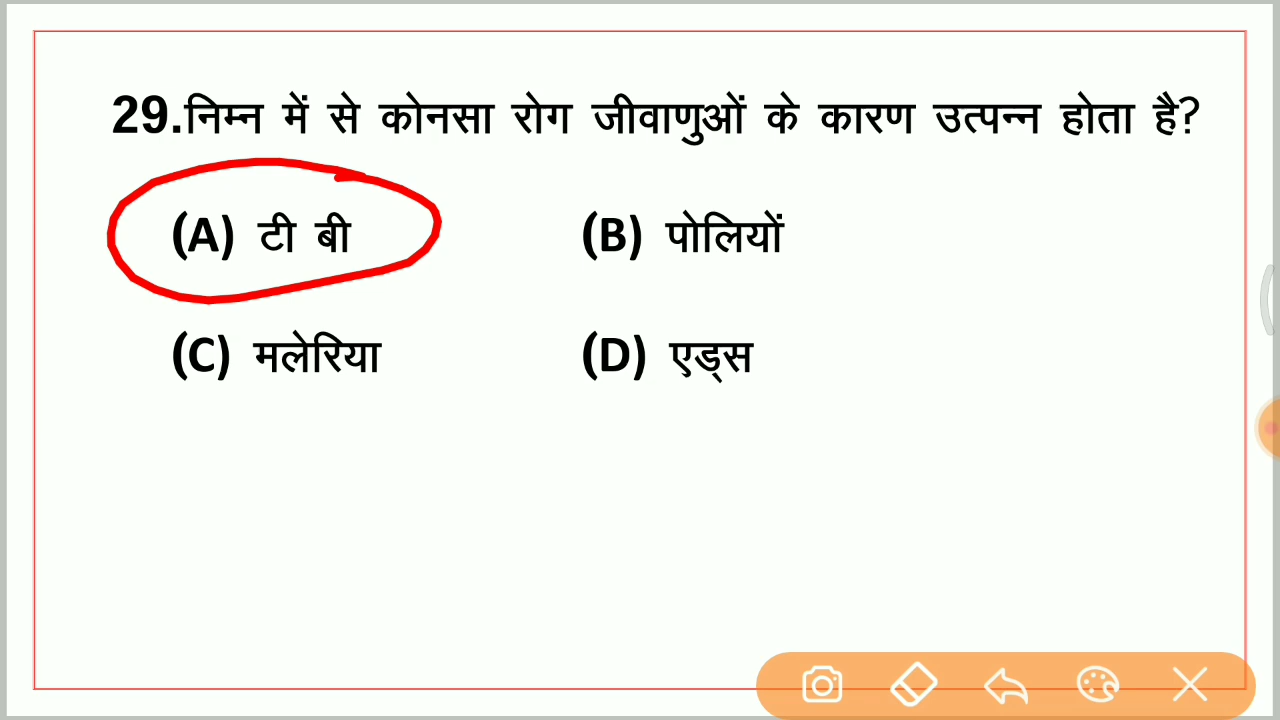 29.निम्न में से कोनसा रोग जीवाणुओं के कारण उत्पन्न होता है?
(A) टी बी (B) पोलियों
(C) मलेरिया (D) एड्स